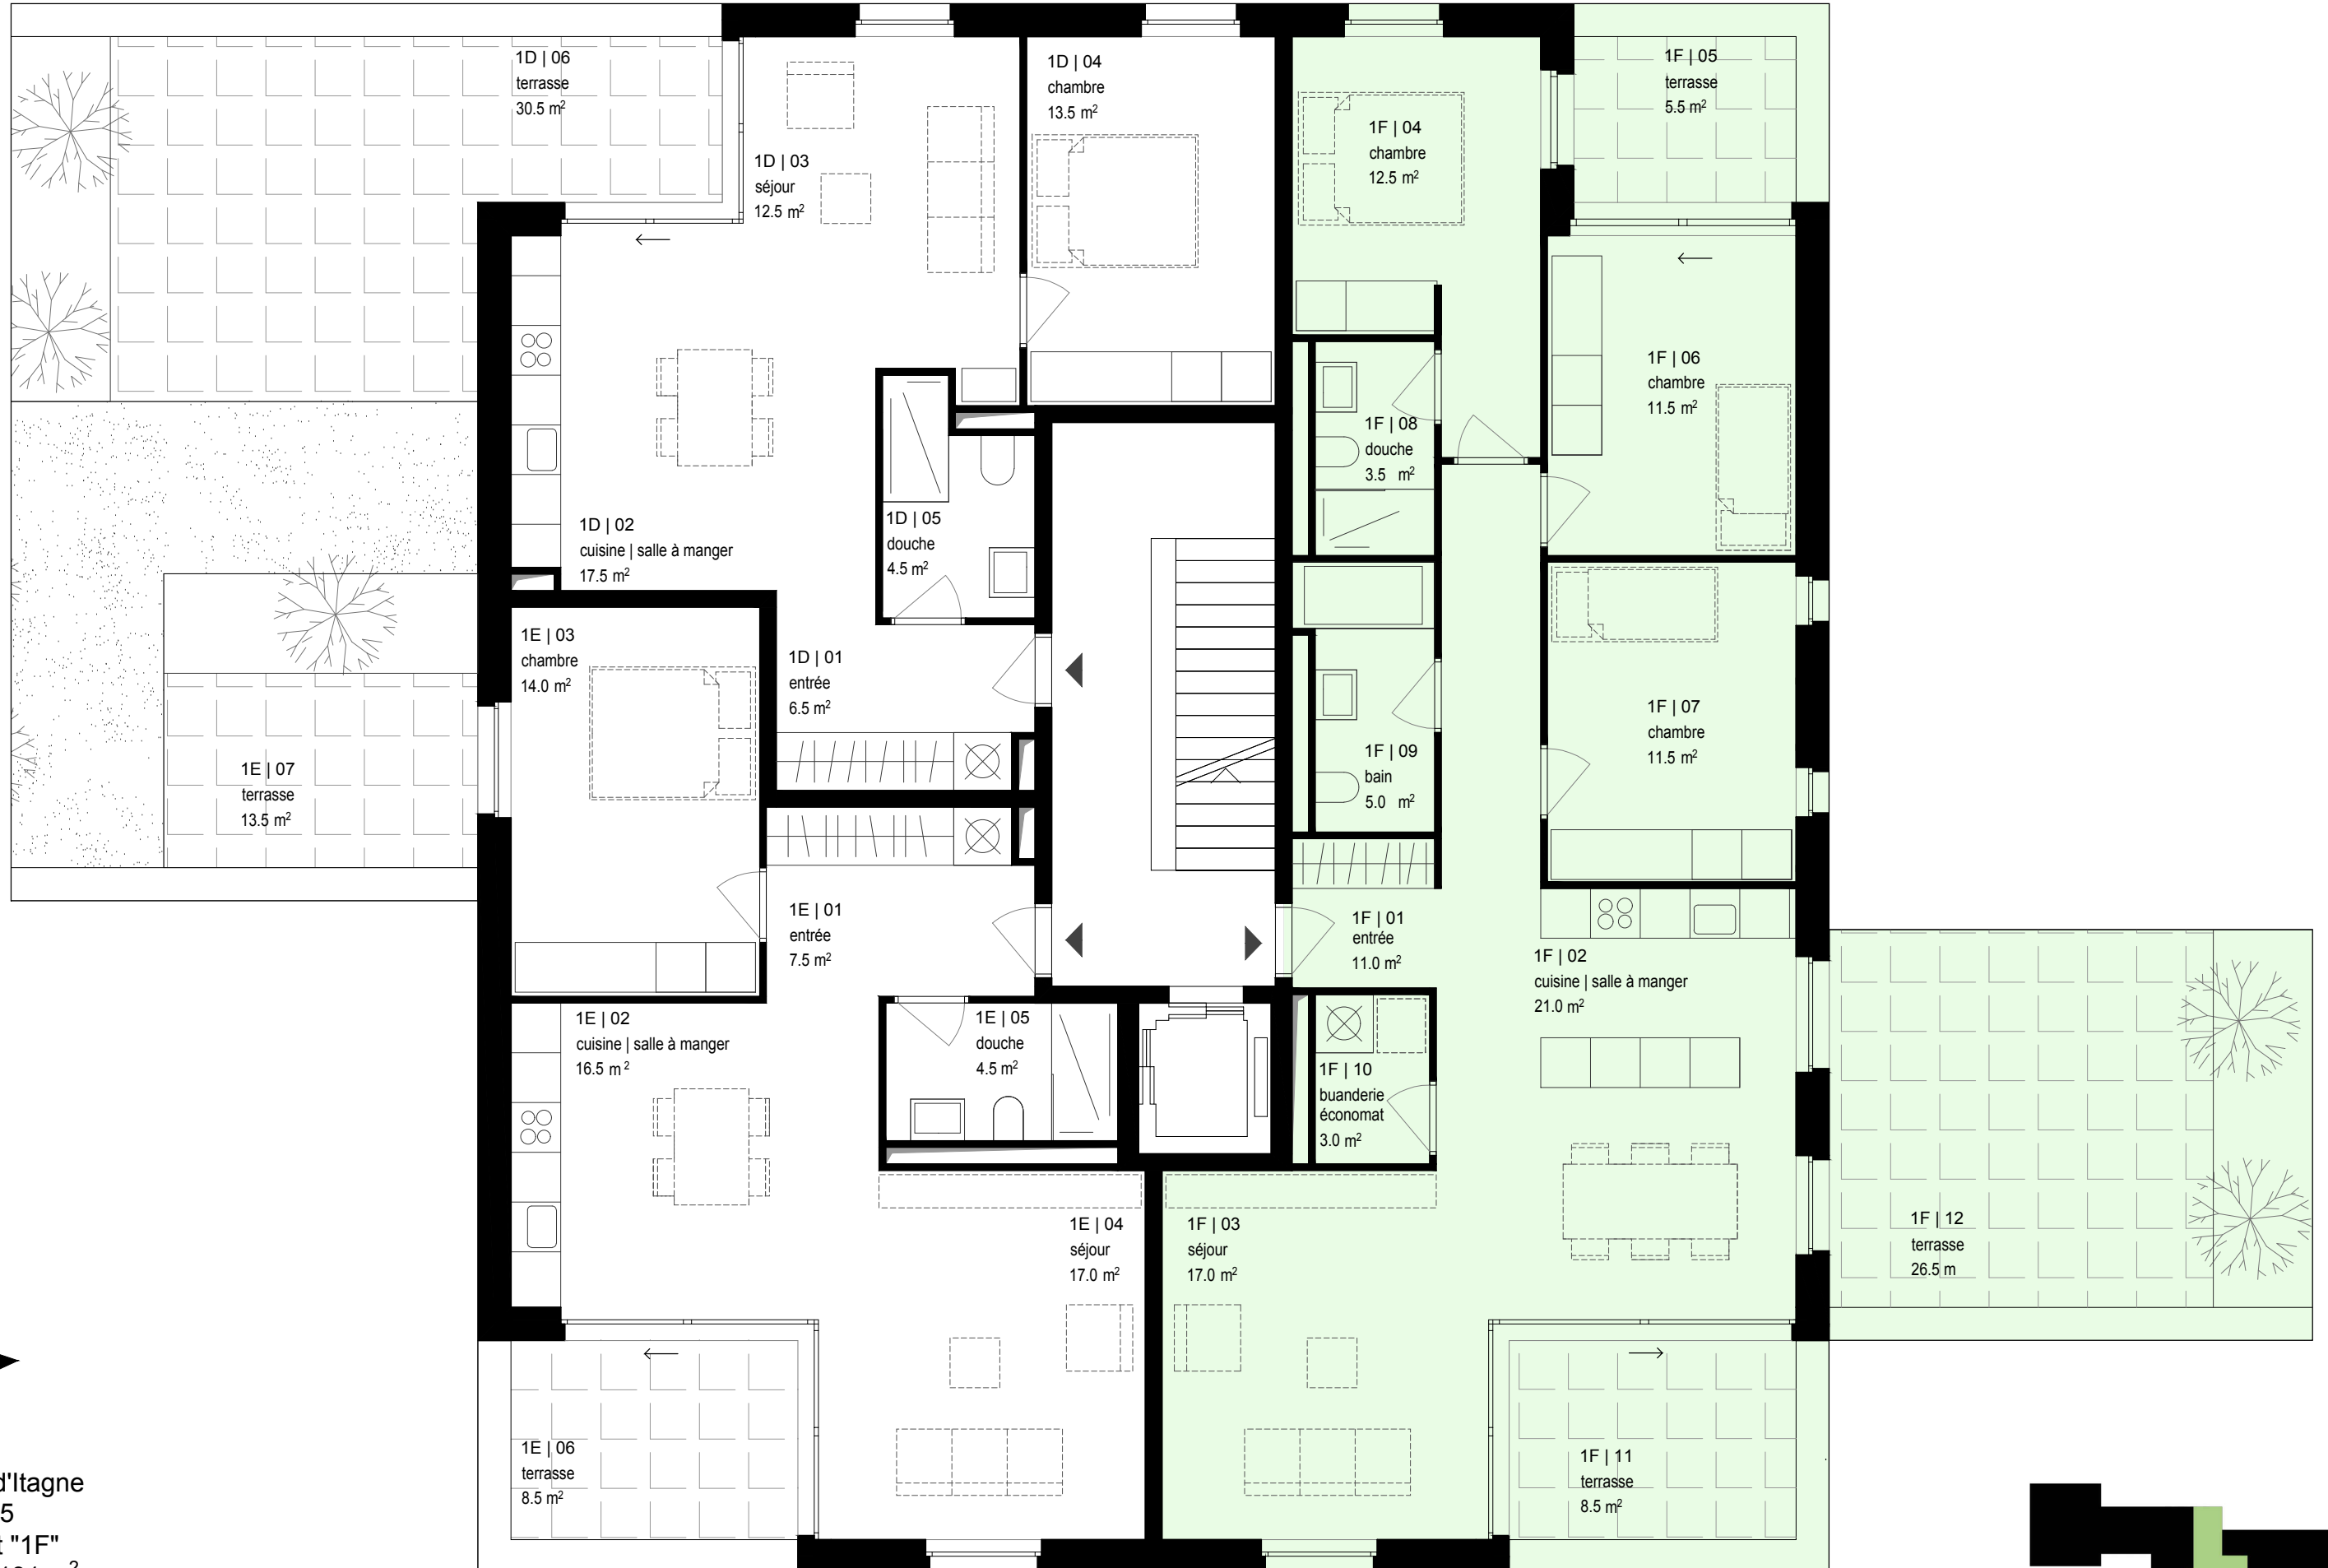 1D | 06
terrasse
30.5 m²
1D | 03
séjour
12.5 m²
1D | 04
chambre
13.5 m²
1F | 04
chambre
12.5 m²
1F | 05
terrasse
5.5 m²
1F | 06
chambre
11.5 m²
1F | 08
douche
3.5 m²
1D | 02
cuisine | salle à manger
17.5 m²
1D | 05
douche
4.5 m²
1E | 03
chambre
14.0 m²
1D | 01
entrée
6.5 m²
1F | 09
bain
5.0 m²
1F | 07
chambre
11.5 m²
1E | 07
terrasse
13.5 m²
1E | 01
entrée
7.5 m²
1F | 01
entrée
11.0 m²
1F | 02
cuisine | salle à manger
21.0 m²
1E | 02
cuisine | salle à manger
16.5 m²
1E | 05
douche
4.5 m²
1F | 10
buanderie
économat
3.0 m²
1E | 04
séjour
17.0 m²
1F | 03
séjour
17.0 m²
1F | 12
terrasse
26.5 m
1E | 06
terrasse
8.5 m²
1F | 11
terrasse
8.5 m²
d'Itagne
5
"1F"